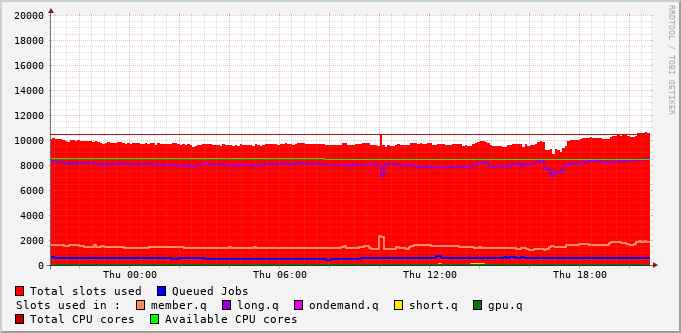 RRDTOOL / TOBI OETIKER
20000
18000
16000
14000
12000
10000
8000
6000
4000
2000
0
Thu 00:00 Thu 06:00 Thu 12:00 Thu 18:00
Total slots used Queued Jobs
Slots used in : member.q long.q ondemand.q short.q gpu.q
Total CPU cores Available CPU cores